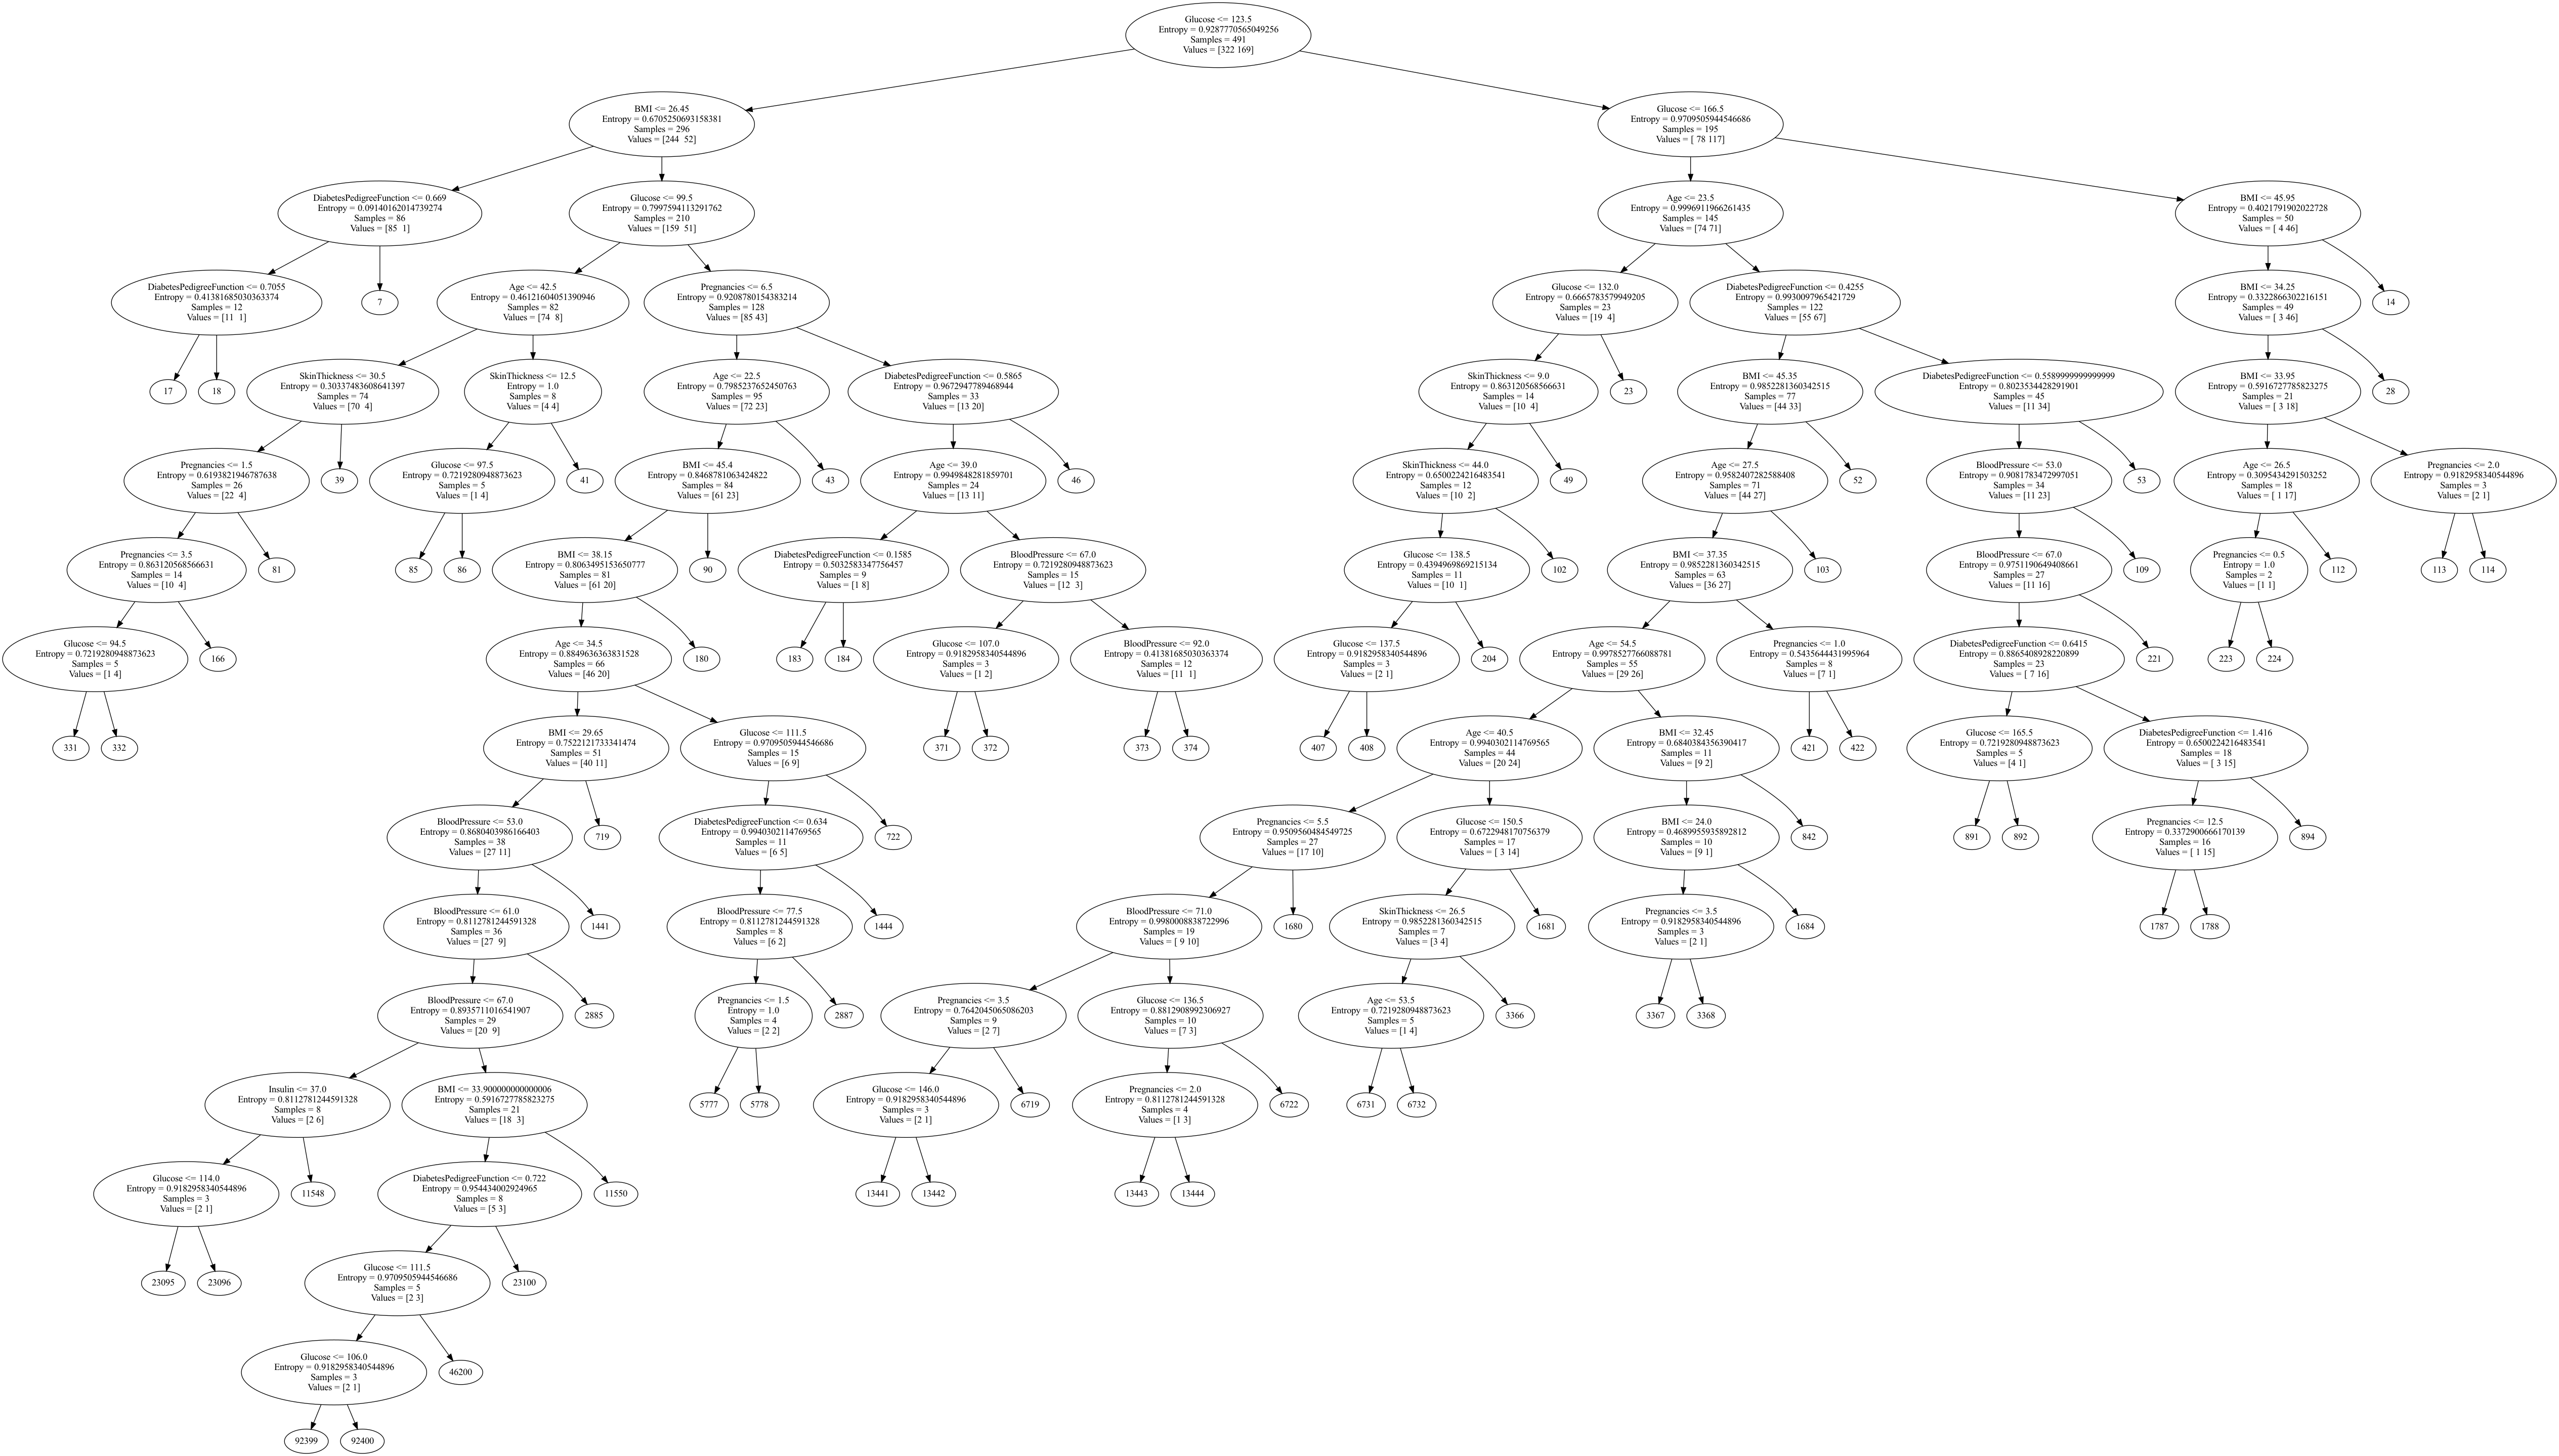 Glucose <= 123.5
Entropy = 0.9287770565049256
Samples = 491
Values = [322 169]
BMI <= 26.45
Entropy = 0.6705250693158381
Samples = 296
Values = [244  52]
Glucose <= 166.5
Entropy = 0.9709505944546686
Samples = 195
Values = [ 78 117]
DiabetesPedigreeFunction <= 0.669
Entropy = 0.09140162014739274
Samples = 86
Values = [85  1]
Glucose <= 99.5
Entropy = 0.7997594113291762
Samples = 210
Values = [159  51]
Age <= 23.5
Entropy = 0.9996911966261435
Samples = 145
Values = [74 71]
BMI <= 45.95
Entropy = 0.4021791902022728
Samples = 50
Values = [ 4 46]
DiabetesPedigreeFunction <= 0.7055
Entropy = 0.41381685030363374
Samples = 12
Values = [11  1]
7
Age <= 42.5
Entropy = 0.46121604051390946
Samples = 82
Values = [74  8]
Pregnancies <= 6.5
Entropy = 0.9208780154383214
Samples = 128
Values = [85 43]
Glucose <= 132.0
Entropy = 0.6665783579949205
Samples = 23
Values = [19  4]
DiabetesPedigreeFunction <= 0.4255
Entropy = 0.9930097965421729
Samples = 122
Values = [55 67]
BMI <= 34.25
Entropy = 0.3322866302216151
Samples = 49
Values = [ 3 46]
14
17
18
SkinThickness <= 30.5
Entropy = 0.30337483608641397
Samples = 74
Values = [70  4]
SkinThickness <= 12.5
Entropy = 1.0
Samples = 8
Values = [4 4]
Age <= 22.5
Entropy = 0.7985237652450763
Samples = 95
Values = [72 23]
DiabetesPedigreeFunction <= 0.5865
Entropy = 0.9672947789468944
Samples = 33
Values = [13 20]
SkinThickness <= 9.0
Entropy = 0.863120568566631
Samples = 14
Values = [10  4]
23
BMI <= 45.35
Entropy = 0.9852281360342515
Samples = 77
Values = [44 33]
DiabetesPedigreeFunction <= 0.5589999999999999
Entropy = 0.8023534428291901
Samples = 45
Values = [11 34]
BMI <= 33.95
Entropy = 0.5916727785823275
Samples = 21
Values = [ 3 18]
28
Pregnancies <= 1.5
Entropy = 0.6193821946787638
Samples = 26
Values = [22  4]
39
Glucose <= 97.5
Entropy = 0.7219280948873623
Samples = 5
Values = [1 4]
41
BMI <= 45.4
Entropy = 0.8468781063424822
Samples = 84
Values = [61 23]
43
Age <= 39.0
Entropy = 0.9949848281859701
Samples = 24
Values = [13 11]
46
SkinThickness <= 44.0
Entropy = 0.6500224216483541
Samples = 12
Values = [10  2]
49
Age <= 27.5
Entropy = 0.9582407282588408
Samples = 71
Values = [44 27]
52
BloodPressure <= 53.0
Entropy = 0.9081783472997051
Samples = 34
Values = [11 23]
53
Age <= 26.5
Entropy = 0.3095434291503252
Samples = 18
Values = [ 1 17]
Pregnancies <= 2.0
Entropy = 0.9182958340544896
Samples = 3
Values = [2 1]
Pregnancies <= 3.5
Entropy = 0.863120568566631
Samples = 14
Values = [10  4]
81
85
86
BMI <= 38.15
Entropy = 0.8063495153650777
Samples = 81
Values = [61 20]
90
DiabetesPedigreeFunction <= 0.1585
Entropy = 0.5032583347756457
Samples = 9
Values = [1 8]
BloodPressure <= 67.0
Entropy = 0.7219280948873623
Samples = 15
Values = [12  3]
Glucose <= 138.5
Entropy = 0.4394969869215134
Samples = 11
Values = [10  1]
102
BMI <= 37.35
Entropy = 0.9852281360342515
Samples = 63
Values = [36 27]
103
BloodPressure <= 67.0
Entropy = 0.9751190649408661
Samples = 27
Values = [11 16]
109
Pregnancies <= 0.5
Entropy = 1.0
Samples = 2
Values = [1 1]
112
113
114
Glucose <= 94.5
Entropy = 0.7219280948873623
Samples = 5
Values = [1 4]
166
Age <= 34.5
Entropy = 0.8849636363831528
Samples = 66
Values = [46 20]
180
183
184
Glucose <= 107.0
Entropy = 0.9182958340544896
Samples = 3
Values = [1 2]
BloodPressure <= 92.0
Entropy = 0.41381685030363374
Samples = 12
Values = [11  1]
Glucose <= 137.5
Entropy = 0.9182958340544896
Samples = 3
Values = [2 1]
204
Age <= 54.5
Entropy = 0.9978527766088781
Samples = 55
Values = [29 26]
Pregnancies <= 1.0
Entropy = 0.5435644431995964
Samples = 8
Values = [7 1]
DiabetesPedigreeFunction <= 0.6415
Entropy = 0.8865408928220899
Samples = 23
Values = [ 7 16]
221
223
224
331
332
BMI <= 29.65
Entropy = 0.7522121733341474
Samples = 51
Values = [40 11]
Glucose <= 111.5
Entropy = 0.9709505944546686
Samples = 15
Values = [6 9]
371
372
373
374
407
408
Age <= 40.5
Entropy = 0.9940302114769565
Samples = 44
Values = [20 24]
BMI <= 32.45
Entropy = 0.6840384356390417
Samples = 11
Values = [9 2]
421
422
Glucose <= 165.5
Entropy = 0.7219280948873623
Samples = 5
Values = [4 1]
DiabetesPedigreeFunction <= 1.416
Entropy = 0.6500224216483541
Samples = 18
Values = [ 3 15]
BloodPressure <= 53.0
Entropy = 0.8680403986166403
Samples = 38
Values = [27 11]
719
DiabetesPedigreeFunction <= 0.634
Entropy = 0.9940302114769565
Samples = 11
Values = [6 5]
722
Pregnancies <= 5.5
Entropy = 0.9509560484549725
Samples = 27
Values = [17 10]
Glucose <= 150.5
Entropy = 0.6722948170756379
Samples = 17
Values = [ 3 14]
BMI <= 24.0
Entropy = 0.4689955935892812
Samples = 10
Values = [9 1]
842
891
892
Pregnancies <= 12.5
Entropy = 0.3372900666170139
Samples = 16
Values = [ 1 15]
894
BloodPressure <= 61.0
Entropy = 0.8112781244591328
Samples = 36
Values = [27  9]
1441
BloodPressure <= 77.5
Entropy = 0.8112781244591328
Samples = 8
Values = [6 2]
1444
BloodPressure <= 71.0
Entropy = 0.9980008838722996
Samples = 19
Values = [ 9 10]
1680
SkinThickness <= 26.5
Entropy = 0.9852281360342515
Samples = 7
Values = [3 4]
1681
Pregnancies <= 3.5
Entropy = 0.9182958340544896
Samples = 3
Values = [2 1]
1684
1787
1788
BloodPressure <= 67.0
Entropy = 0.8935711016541907
Samples = 29
Values = [20  9]
2885
Pregnancies <= 1.5
Entropy = 1.0
Samples = 4
Values = [2 2]
2887
Pregnancies <= 3.5
Entropy = 0.7642045065086203
Samples = 9
Values = [2 7]
Glucose <= 136.5
Entropy = 0.8812908992306927
Samples = 10
Values = [7 3]
Age <= 53.5
Entropy = 0.7219280948873623
Samples = 5
Values = [1 4]
3366
3367
3368
Insulin <= 37.0
Entropy = 0.8112781244591328
Samples = 8
Values = [2 6]
BMI <= 33.900000000000006
Entropy = 0.5916727785823275
Samples = 21
Values = [18  3]
5777
5778
Glucose <= 146.0
Entropy = 0.9182958340544896
Samples = 3
Values = [2 1]
6719
Pregnancies <= 2.0
Entropy = 0.8112781244591328
Samples = 4
Values = [1 3]
6722
6731
6732
Glucose <= 114.0
Entropy = 0.9182958340544896
Samples = 3
Values = [2 1]
11548
DiabetesPedigreeFunction <= 0.722
Entropy = 0.954434002924965
Samples = 8
Values = [5 3]
11550
13441
13442
13443
13444
23095
23096
Glucose <= 111.5
Entropy = 0.9709505944546686
Samples = 5
Values = [2 3]
23100
Glucose <= 106.0
Entropy = 0.9182958340544896
Samples = 3
Values = [2 1]
46200
92399
92400